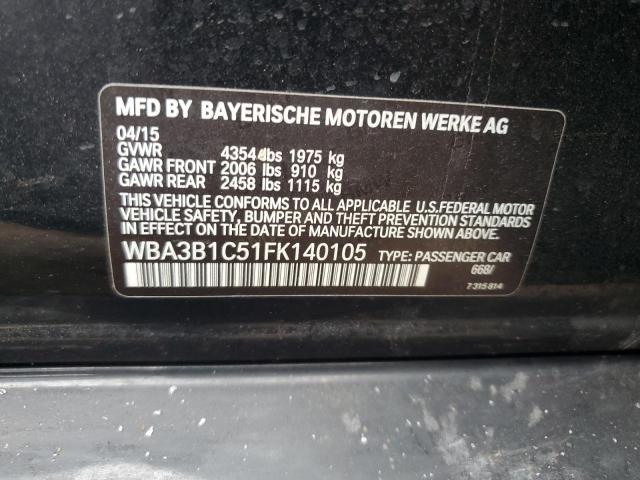 MFD BY BAYERISCHE MOTOREN WERKE AG
04/15
GVWR 4354 lbs 1975 kg
GAWR FRONT 2006 lbs 910 kg
GAWR REAR 2458 lbs 1115 kg
THIS VEHICLE CONFORMS TO ALL APPLICABLE U.S.FEDERAL MOTOR
VEHICLE SAFETY, BUMPER AND THEFT PREVENTION STANDARDS
IN EFFECT ON THE DATE OF MANUFACTURE SHOWN ABOVE.
WBA3B1C51FK140105 TYPE: PASSENGER CAR
668/
7 315 814